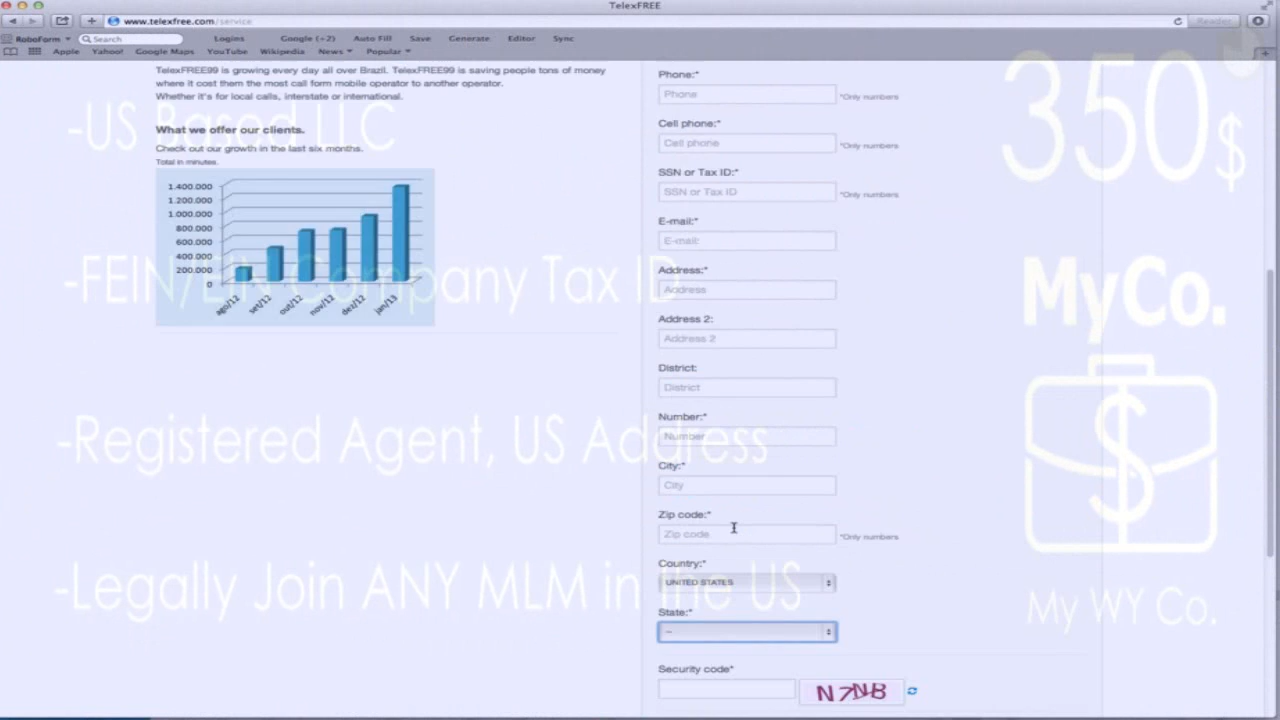 TelexFREE
www.telexfree.com/service
Reader
RoboForm
Search
Logins
Google (+2)
Auto Fill
Save
Generate
Editor
Sync
Apple
Yahoo!
Google Maps
YouTube
Wikipedia
News
Popular
TelexFREE99 is growing every day all over Brazil. TelexFREE99 is saving people tons of money
where it cost them the most call form mobile operator to another operator.
Whether it's for local calls, interstate or international.
What we offer our clients.
Check out our growth in the last six months.
Total in minutes.
1.400.000
1.200.000
1.000.000
800.000
600.000
400.000
200.000
0
ago/12
set/12
out/12
nov/12
dez/12
jan/13
-US Based LLC
-FEIN/EIN Company Tax ID
-Registered Agent, US Address
-Legally Join ANY MLM in the US
Phone:*
Phone
*Only numbers
Cell phone:*
Cell phone
*Only numbers
SSN or Tax ID:*
SSN or Tax ID
*Only numbers
E-mail:*
E-mail:
Address:*
Address
Address 2:
Address 2
District:
District
Number:*
Number
City:*
City
Zip code:*
Zip code
*Only numbers
Country:*
UNITED STATES
State:*
--
Security code*
N7NB
350$
My Co.
$
My WY Co.